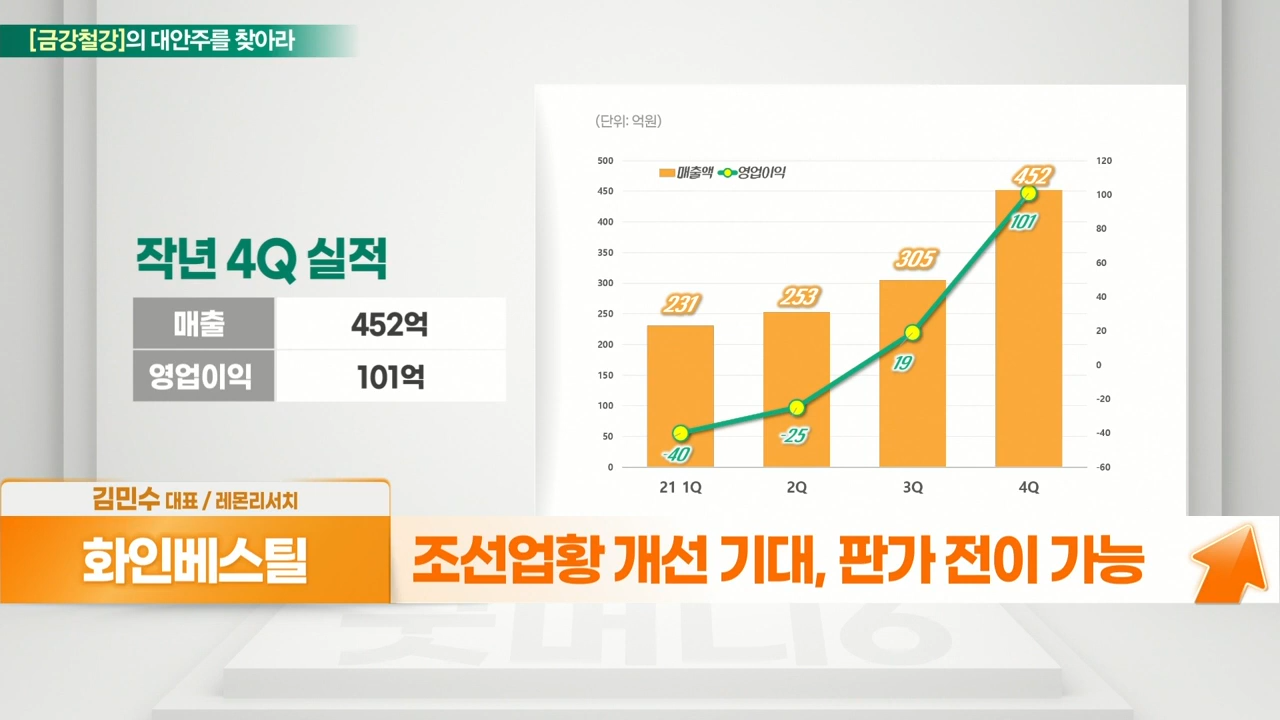 [금강철강]의 대안주를 찾아라
(단위: 억원)
매출액 영업이익
500
450
400
350
300
250
200
150
100
50
0
120
100
80
60
40
20
0
-20
-40
-60
231
253
305
452
-40
-25
19
101
21 1Q 2Q 3Q 4Q
작년 4Q 실적
매출 452억
영업이익 101억
김민수 대표 / 레몬리서치
화인베스틸
조선업황 개선 기대, 판가 전이 가능